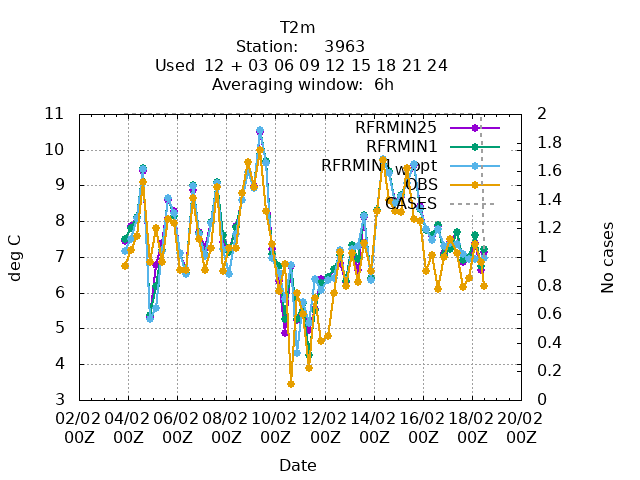 T2m
Station: 3963
Used 12 + 03 06 09 12 15 18 21 24
Averaging window: 6h
11 2
RFRMIN25
10 RFRMIN1 1.8
RFRMIN1_w_opt 1.6
9 OBS 1.4
CASES
8 1.2
7 1
0.8
6 0.6
5 0.4
4 0.2
3 0
deg C
No cases
02/02 04/02 06/02 08/02 10/02 12/02 14/02 16/02 18/02 20/02
00Z 00Z 00Z 00Z 00Z 00Z 00Z 00Z 00Z 00Z
Date